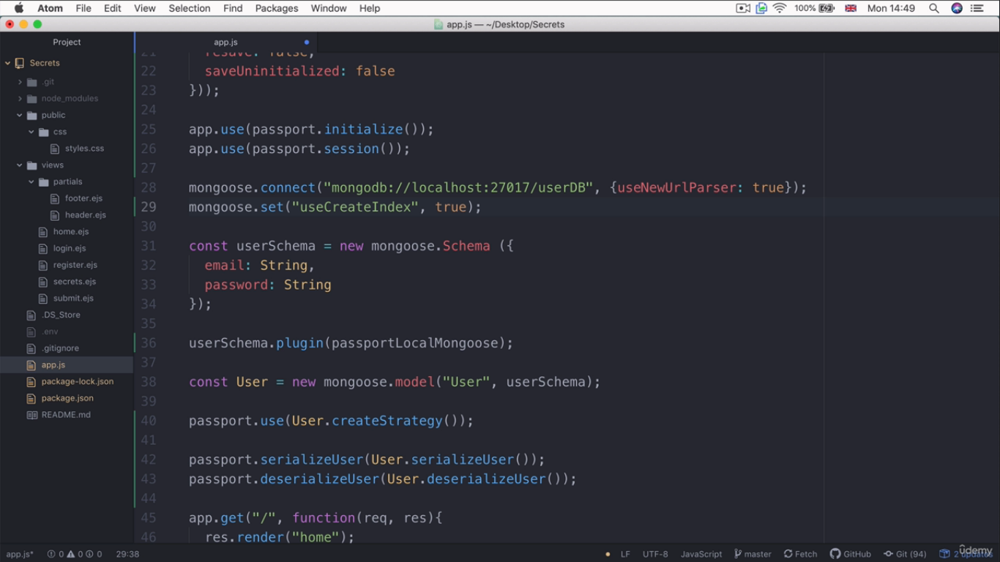 Atom File Edit View Selection Find Packages Window Help 100% Mon 14:49
app.js — ~/Desktop/Secrets
Project
app.js
Secrets
.git
node_modules
public
css
styles.css
views
partials
footer.ejs
header.ejs
home.ejs
login.ejs
register.ejs
secrets.ejs
submit.ejs
.DS_Store
.env
.gitignore
app.js
package-lock.json
package.json
README.md
21 resave: false,
22 saveUninitialized: false
23 }));
24
25 app.use(passport.initialize());
26 app.use(passport.session());
27
28 mongoose.connect("mongodb://localhost:27017/userDB", {useNewUrlParser: true});
29 mongoose.set("useCreateIndex", true);
30
31 const userSchema = new mongoose.Schema ({
32 email: String,
33 password: String
34 });
35
36 userSchema.plugin(passportLocalMongoose);
37
38 const User = new mongoose.model("User", userSchema);
39
40 passport.use(User.createStrategy());
41
42 passport.serializeUser(User.serializeUser());
43 passport.deserializeUser(User.deserializeUser());
44
45 app.get("/", function(req, res){
46 res.render("home");
app.js* 0 0 0 29:38 LF UTF-8 JavaScript master Fetch GitHub Git (94) 2 updates
udemy